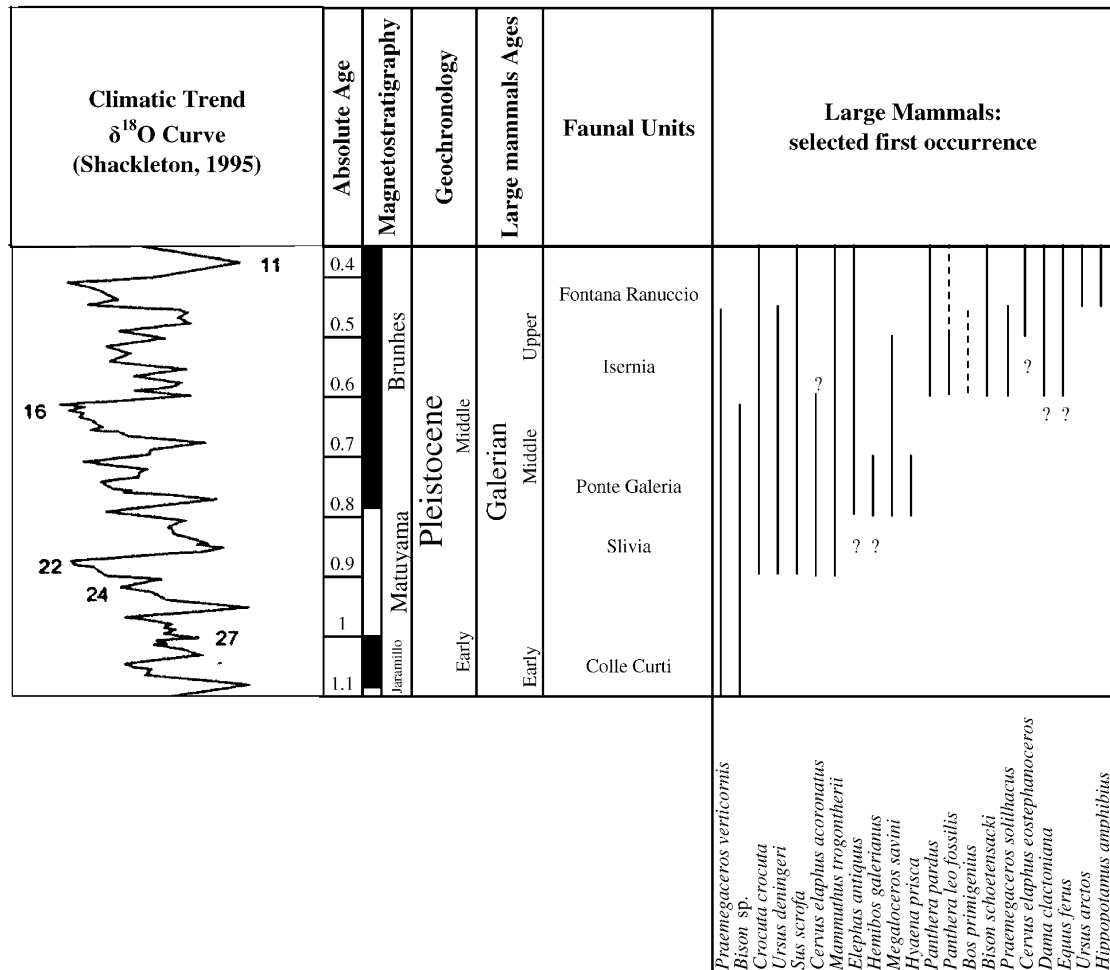 Climatic Trend
δ18O Curve
(Shackleton, 1995)
Absolute Age
Magnetostratigraphy
Geochronology
Large mammals Ages
Faunal Units
Large Mammals:
selected first occurrence
11
16
22
24
27
0.4
0.5
0.6
0.7
0.8
0.9
1
1.1
Brunhes
Matuyama
Jaramillo
Pleistocene
Middle
Early
Galerian
Upper
Middle
Early
Fontana Ranuccio
Isernia
Ponte Galeria
Slivia
Colle Curti
?
?
? ?
? ?
Praemegaceros verticornis
Bison sp.
Crocuta crocuta
Ursus deningeri
Sus scrofa
Cervus elaphus acoronatus
Mammuthus trogontherii
Elephas antiquus
Hemibos galerianus
Megaloceros savini
Hyaena prisca
Panthera pardus
Panthera leo fossilis
Bos primigenius
Bison schoetensacki
Praemegaceros solilhacus
Cervus elaphus eostephanoceros
Dama clactoniana
Equus ferus
Ursus arctos
Hippopotamus amphibius